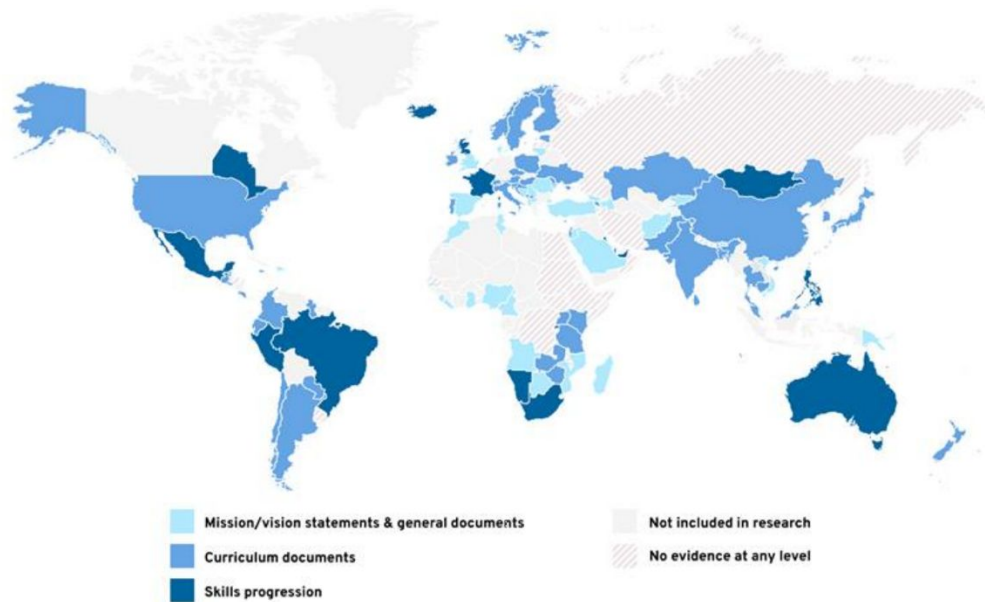 Mission/vision statements & general documents
Curriculum documents
Skills progression
Not included in research
No evidence at any level